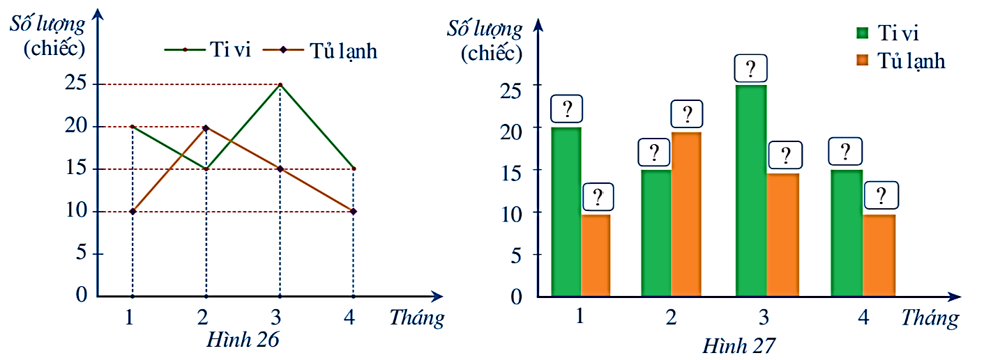 Số lượng
(chiếc)
Ti vi
Tủ lạnh
25
20
15
10
5
0
1 2 3 4 Tháng
Hình 26
Số lượng
(chiếc)
Ti vi
Tủ lạnh
?
25
?
?
20
?
?
?
15
?
?
10
5
0
1 2 3 4 Tháng
Hình 27